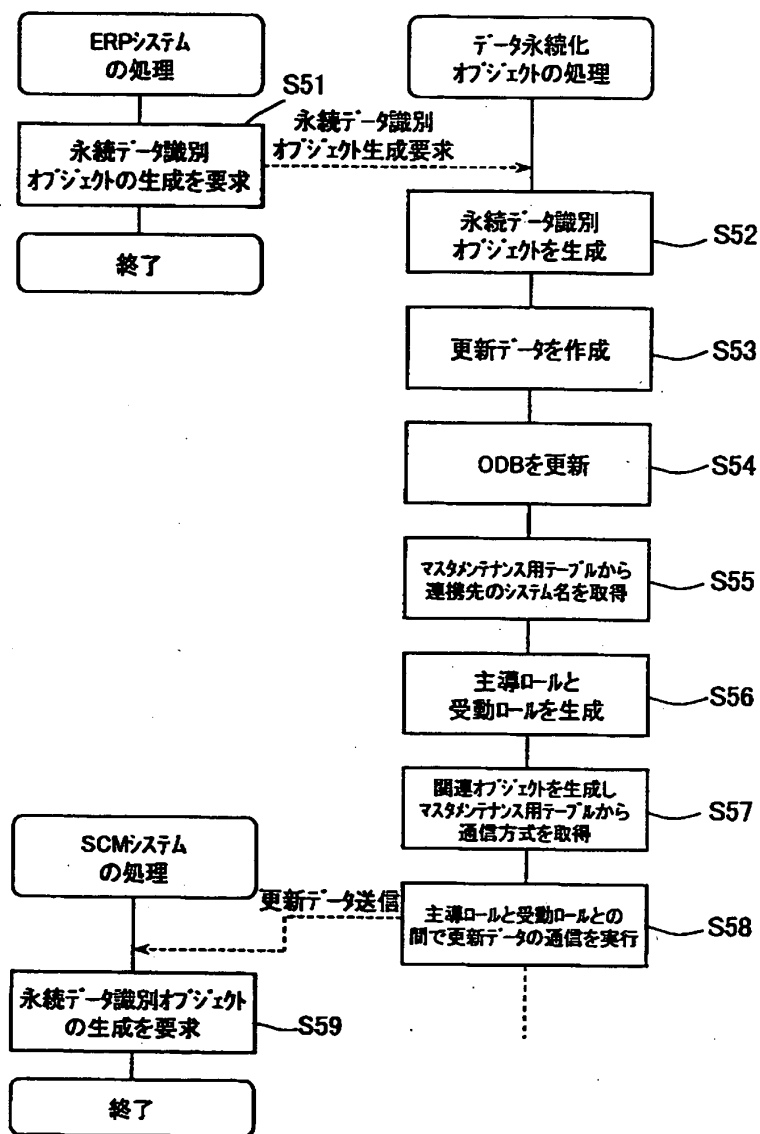 ERPシステム
の処理
S51
永続データ識別
オブジェクトの生成を要求
終了
永続データ識別
オブジェクト生成要求
データ永続化
オブジェクトの処理
永続データ識別
オブジェクトを生成
S52
更新データを作成
S53
ODBを更新
S54
マスタメンテナンス用テーブルから
連携先のシステム名を取得
S55
主導ロールと
受動ロールを生成
S56
関連オブジェクトを生成し
マスタメンテナンス用テーブルから
通信方式を取得
S57
主導ロールと受動ロールとの
間で更新データの通信を実行
S58
更新データ送信
SCMシステム
の処理
永続データ識別オブジェクト
の生成を要求
S59
終了